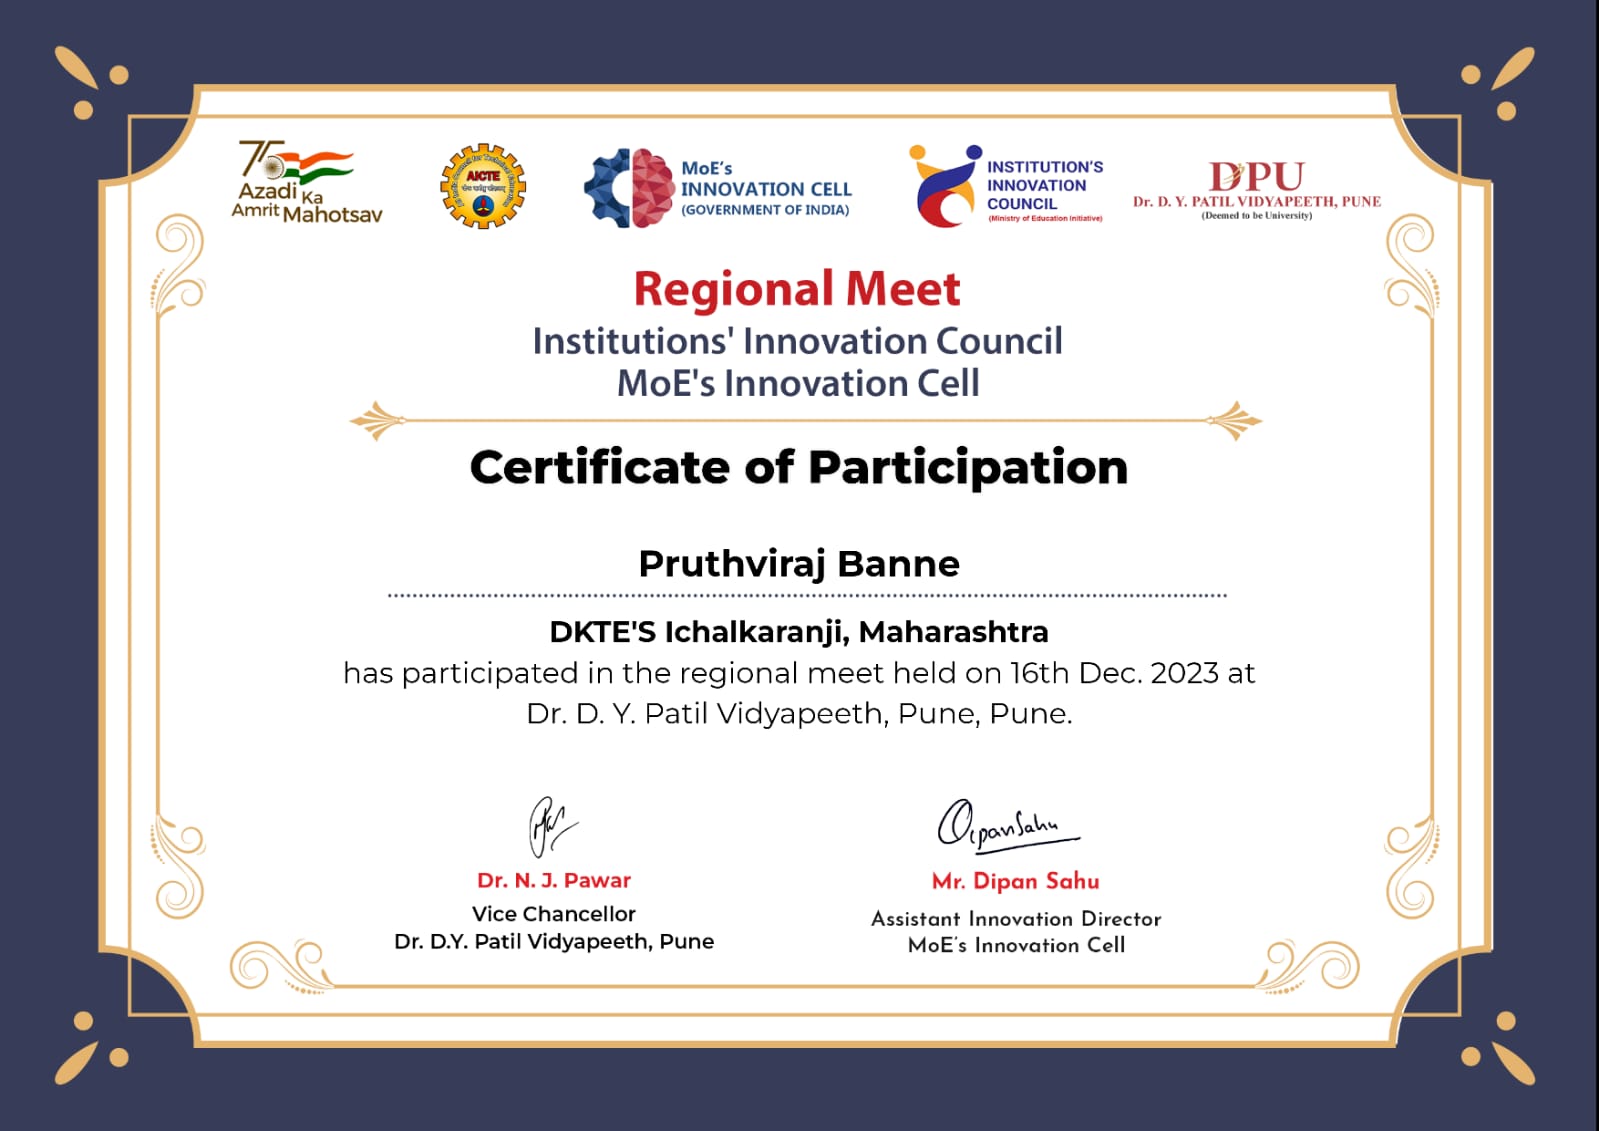 75
Azadi Ka
Amrit Mahotsav
AICTE
MoE's
INNOVATION CELL
(GOVERNMENT OF INDIA)
INSTITUTION'S
INNOVATION
COUNCIL
(Ministry of Education Initiative)
DPU
Dr. D. Y. PATIL VIDYAPEETH, PUNE
(Deemed to be University)
Regional Meet
Institutions' Innovation Council
MoE's Innovation Cell
Certificate of Participation
Pruthviraj Banne
DKTE'S Ichalkaranji, Maharashtra
has participated in the regional meet held on 16th Dec. 2023 at
Dr. D. Y. Patil Vidyapeeth, Pune, Pune.
DipanSahu
Dr. N. J. Pawar
Vice Chancellor
Dr. D.Y. Patil Vidyapeeth, Pune
Mr. Dipan Sahu
Assistant Innovation Director
MoE's Innovation Cell